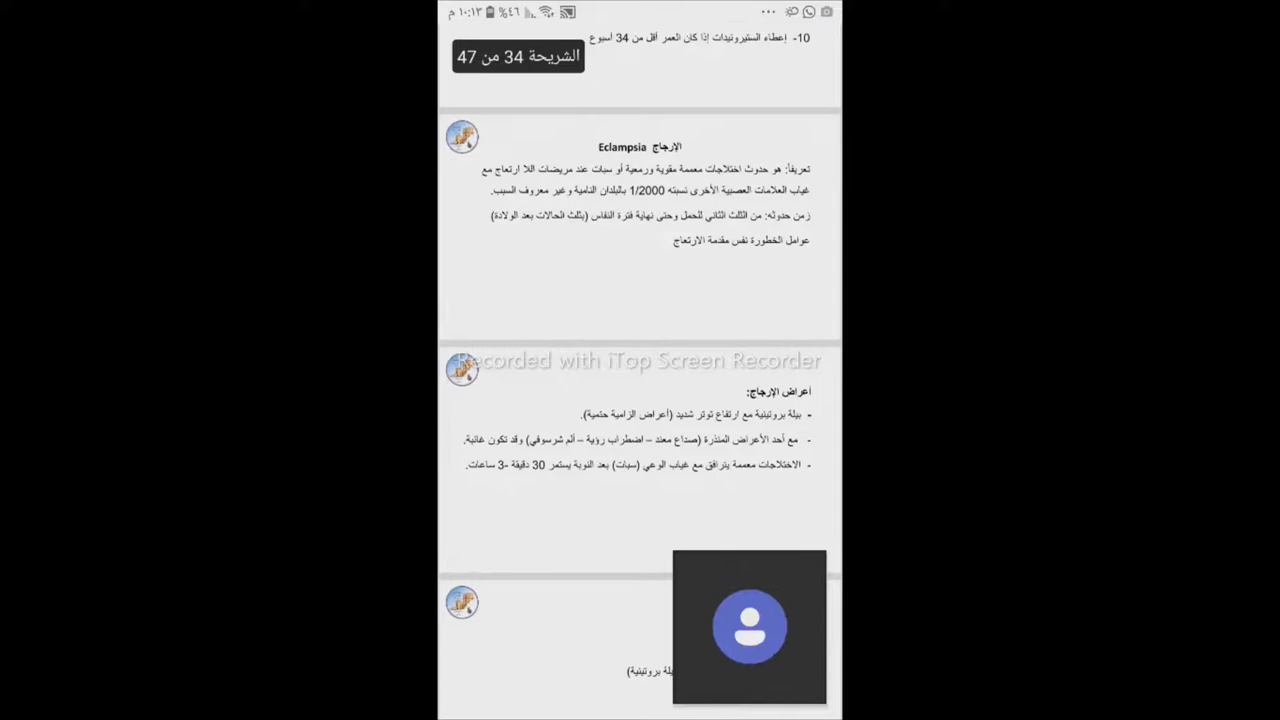 ١٠:١٣ م ٤٦%
10- إعطاء الستيروئيدات إذا كان العمر أقل من 34 أسبوع
الشريحة 34 من 47
الإرجاج Eclampsia
تعريفاً: هو حدوث اختلاجات معممة مقوية ورمعية أو سبات عند مريضات اللا ارتعاج مع
غياب العلامات العصبية الأخرى نسبته 1/2000 بالبلدان النامية وغير معروف السبب.
زمن حدوثه: من الثلث الثاني للحمل وحتى نهاية فترة النفاس (بثلث الحالات بعد الولادة)
عوامل الخطورة نفس مقدمة الارتعاج
Recorded with iTop Screen Recorder
أعراض الإرجاج:
- بيلة بروتينية مع ارتفاع توتر شديد (أعراض الزامية حتمية).
- مع أحد الأعراض المنذرة (صداع معند – اضطراب رؤية – ألم شرسوفي) وقد تكون غائبة.
- الاختلاجات معممة يترافق مع غياب الوعي (سبات) بعد النوبة يستمر 30 دقيقة -3 ساعات.
بروتينية)